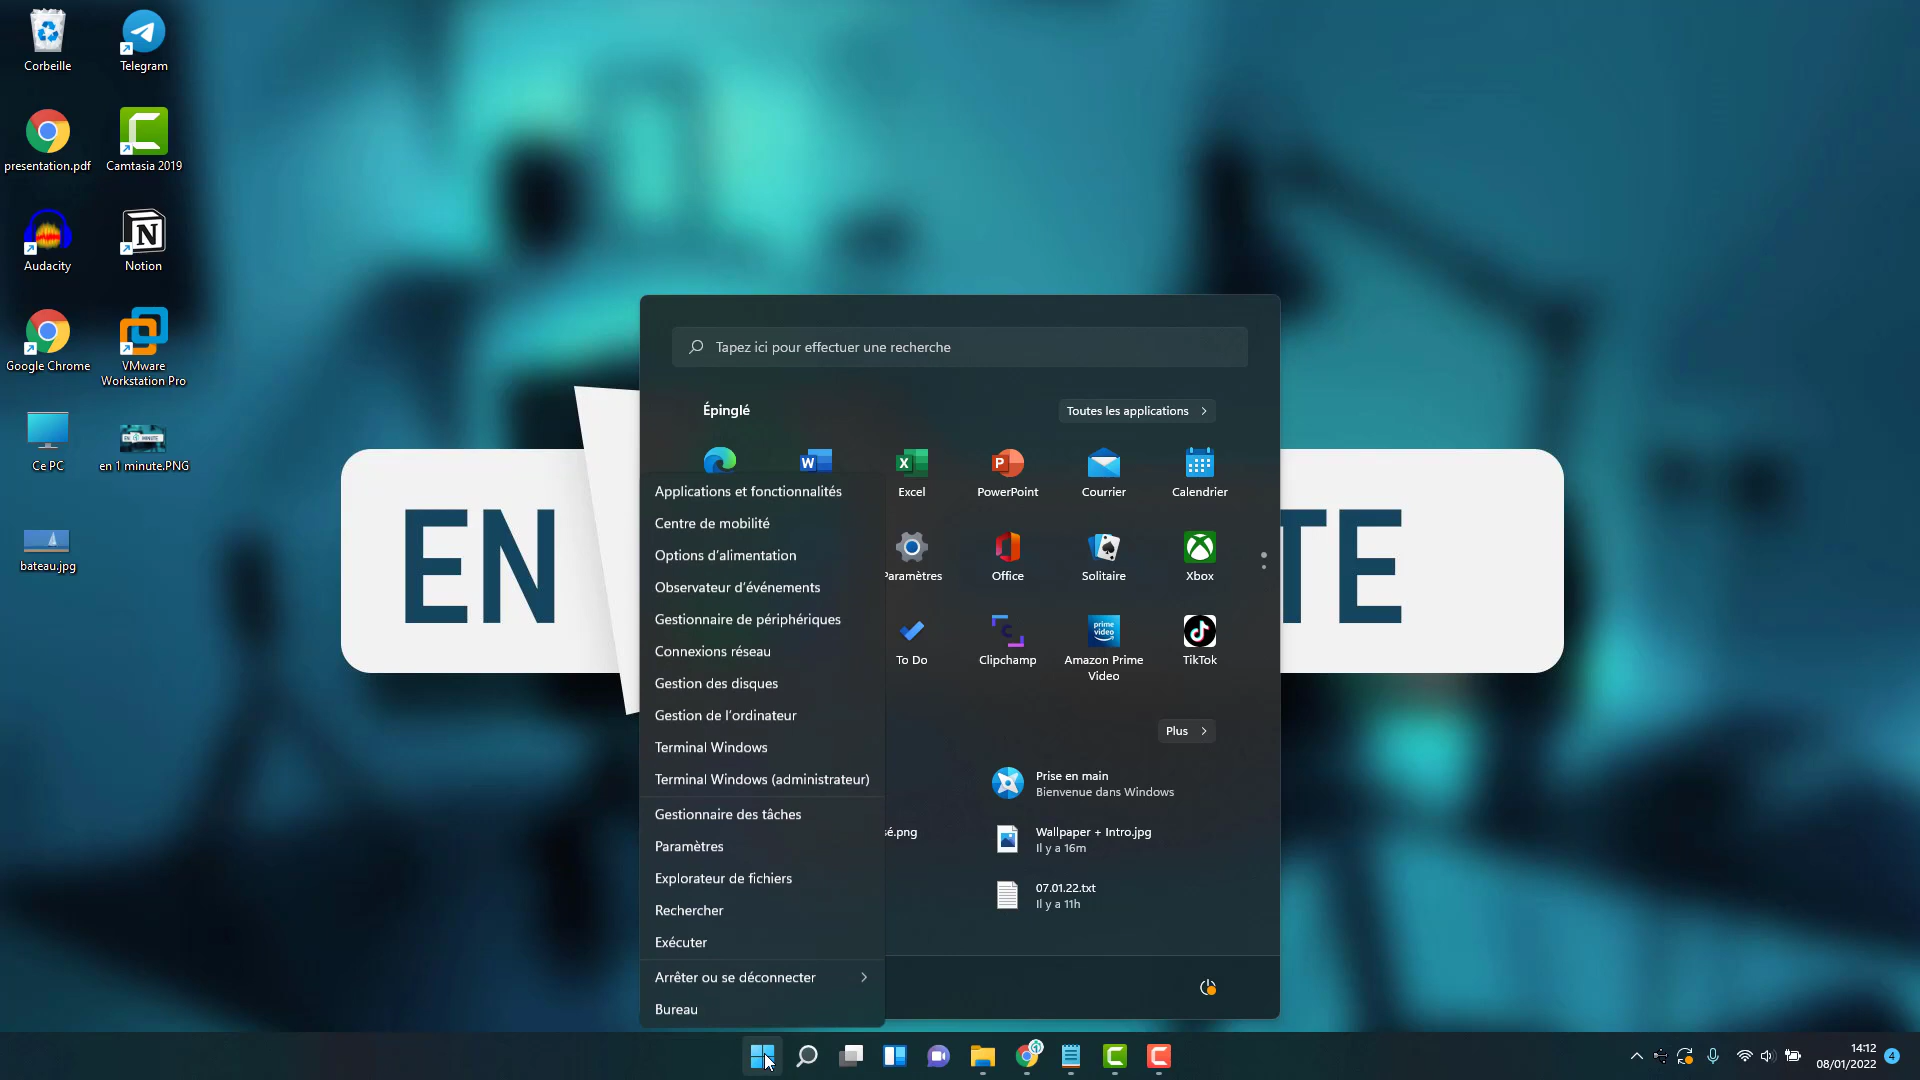 Corbeille
Telegram
presentation.pdf
Camtasia 2019
Audacity
Notion
Google Chrome
VMware
Workstation Pro
Ce PC
en 1 minute.PNG
bateau.jpg
EN
TE
Tapez ici pour effectuer une recherche
Épinglé
Toutes les applications
Excel
PowerPoint
Courrier
Calendrier
Paramètres
Office
Solitaire
Xbox
To Do
Clipchamp
prime
video
Amazon Prime
Video
TikTok
Plus
Prise en main
Bienvenue dans Windows
sé.png
Wallpaper + Intro.jpg
Il y a 16m
07.01.22.txt
Il y a 11h
Applications et fonctionnalités
Centre de mobilité
Options d'alimentation
Observateur d'événements
Gestionnaire de périphériques
Connexions réseau
Gestion des disques
Gestion de l'ordinateur
Terminal Windows
Terminal Windows (administrateur)
Gestionnaire des tâches
Paramètres
Explorateur de fichiers
Rechercher
Exécuter
Arrêter ou se déconnecter
Bureau
14:12
08/01/2022
4